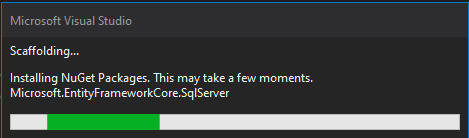 Microsoft Visual Studio
Scaffolding...
Installing NuGet Packages. This may take a few moments.
Microsoft.EntityFrameworkCore.SqlServer